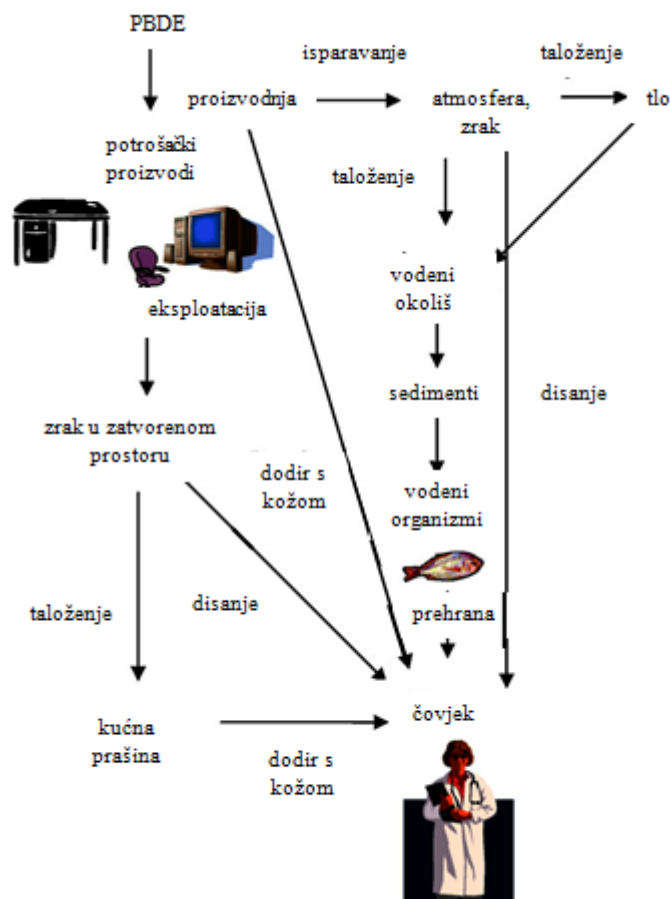 PBDE
isparavanje
taloženje
proizvodnja
atmosfera,
zrak
tlo
potrošački
proizvodi
taloženje
vodeni
okoliš
eksploatacija
sedimenti
disanje
zrak u zatvorenom
prostoru
dodir s
kožom
vodeni
organizmi
taloženje
disanje
prehrana
kućna
prašina
čovjek
dodir s
kožom